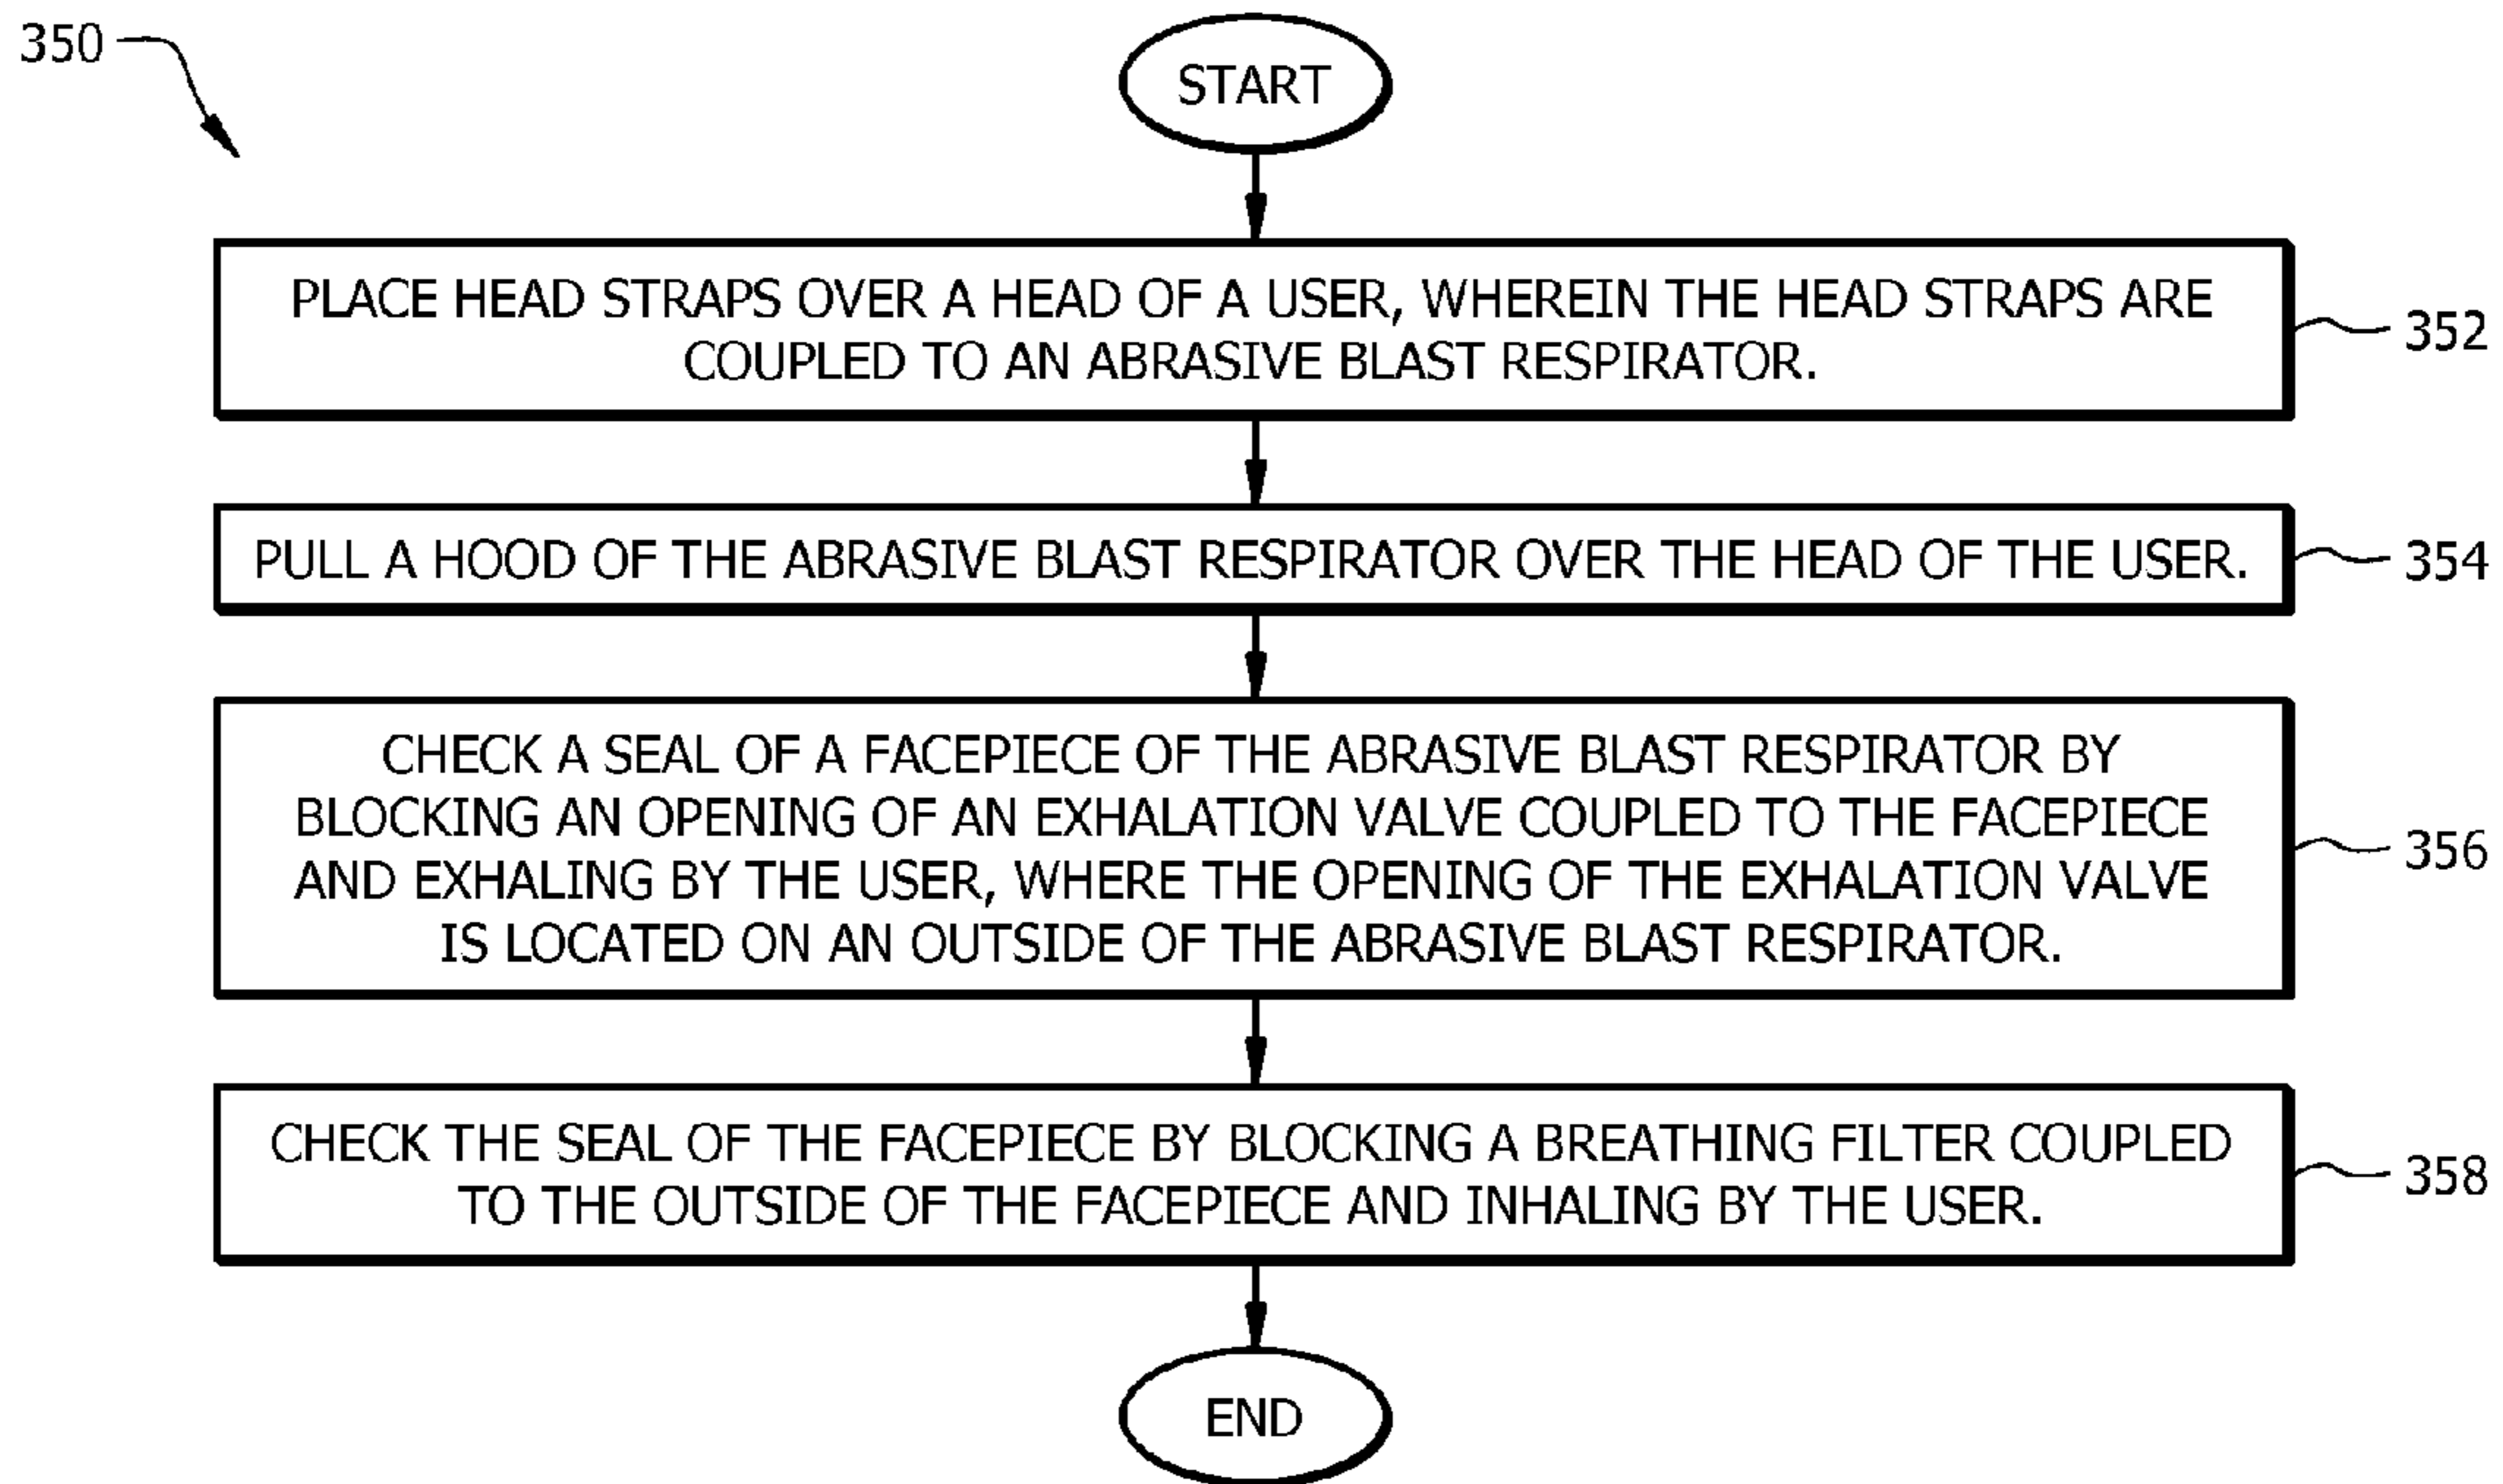 350
START
PLACE HEAD STRAPS OVER A HEAD OF A USER, WHEREIN THE HEAD STRAPS ARE
COUPLED TO AN ABRASIVE BLAST RESPIRATOR.
352
PULL A HOOD OF THE ABRASIVE BLAST RESPIRATOR OVER THE HEAD OF THE USER.
354
CHECK A SEAL OF A FACEPIECE OF THE ABRASIVE BLAST RESPIRATOR BY
BLOCKING AN OPENING OF AN EXHALATION VALVE COUPLED TO THE FACEPIECE
AND EXHALING BY THE USER, WHERE THE OPENING OF THE EXHALATION VALVE
IS LOCATED ON AN OUTSIDE OF THE ABRASIVE BLAST RESPIRATOR.
356
CHECK THE SEAL OF THE FACEPIECE BY BLOCKING A BREATHING FILTER COUPLED
TO THE OUTSIDE OF THE FACEPIECE AND INHALING BY THE USER.
358
END